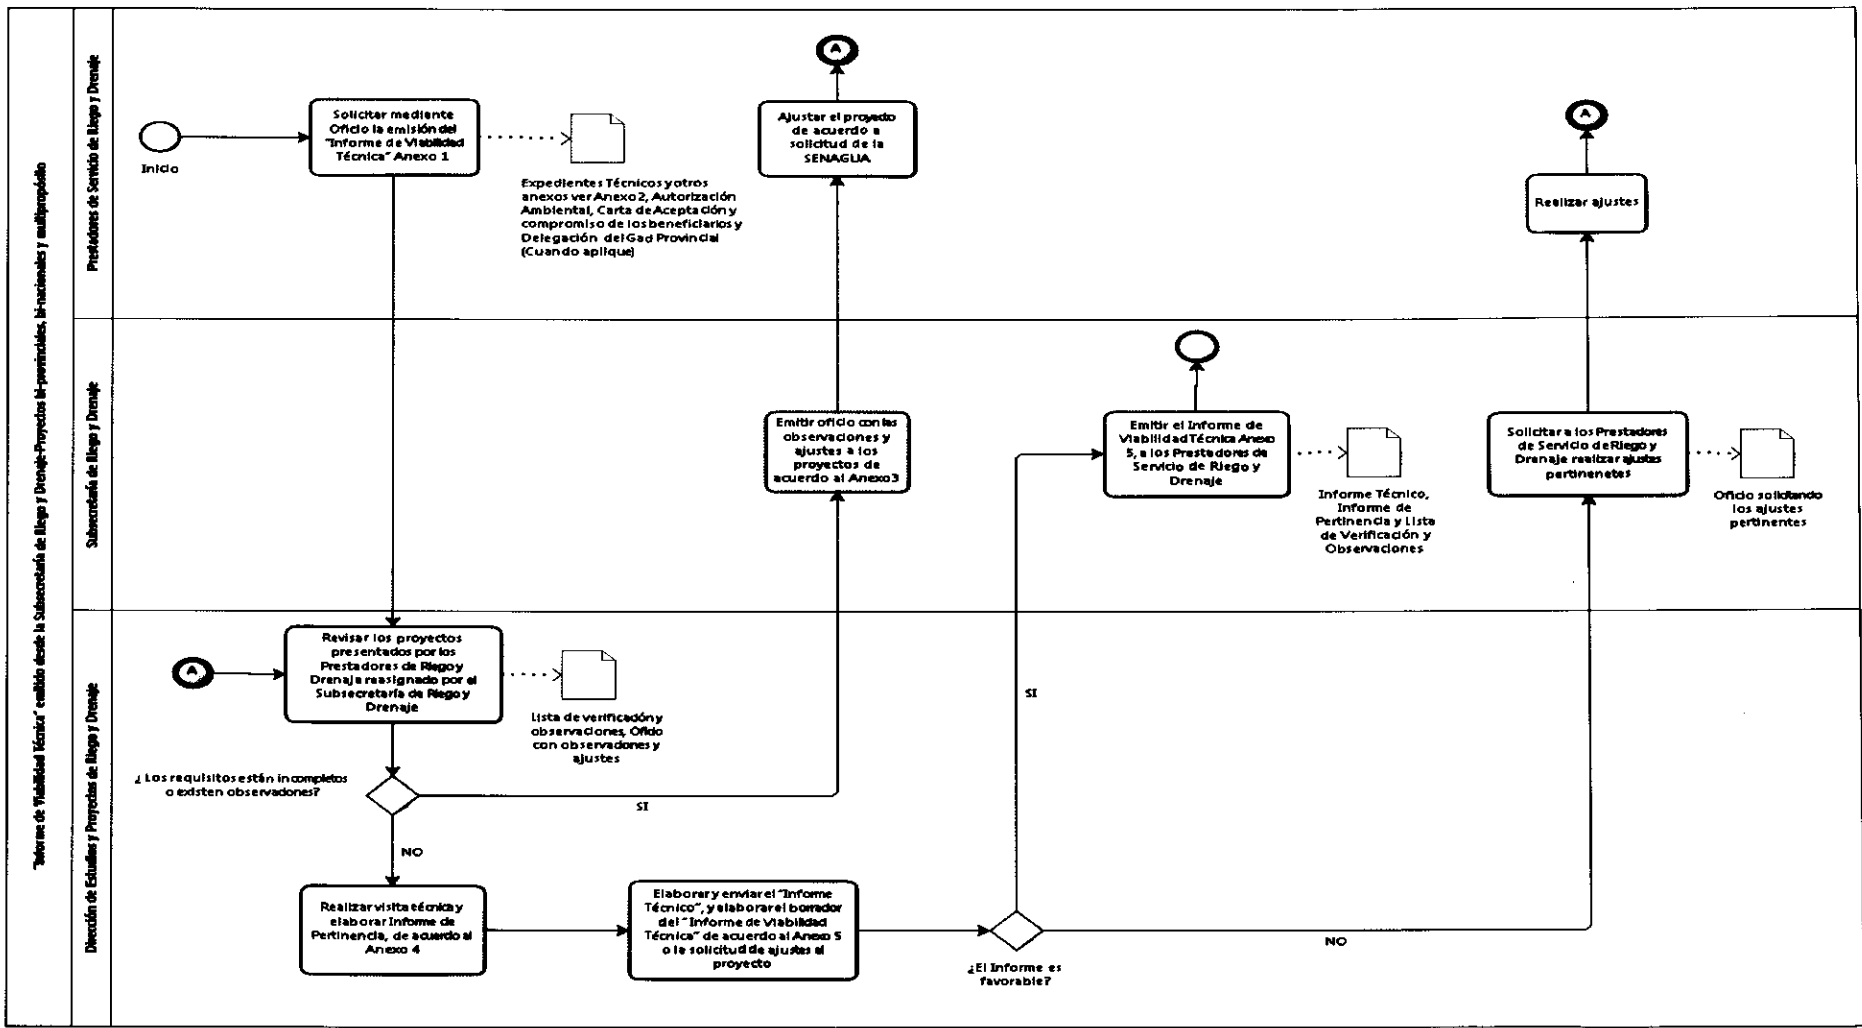 "Informe de Viabilidad Técnica" emitido desde la Subsecretaría de Riego y Drenaje-Proyectos bi-provinciales, bi-nacionales y multipropósito
Prestadores de Servicio de Riego y Drenaje
Inicio
Solicitar mediante
Oficio la emisión del
"Informe de Viabilidad
Técnica" Anexo 1
Expedientes Técnicos y otros
anexos ver Anexo 2, Autorización
Ambiental, Carta de Aceptación y
compromiso de los beneficiarios y
Delegación del Gad Provincial
(Cuando aplique)
A
Ajustar el proyecto
de acuerdo a
solicitud de la
SENAGUA
A
Realizar ajustes
Subsecretaría de Riego y Drenaje
Emitir oficio con las
observaciones y
ajustes a los
proyectos de
acuerdo al Anexo 3
Emitir el Informe de
Viabilidad Técnica Anexo
5, a los Prestadores de
Servicio de Riego y
Drenaje
Informe Técnico,
Informe de
Pertinencia y Lista
de Verificación y
Observaciones
Solicitar a los Prestadores
de Servicio de Riego y
Drenaje realizar ajustes
pertinenetes
Oficio solicitando
los ajustes
pertinentes
Dirección de Estudios y Proyectos de Riego y Drenaje
A
Revisar los proyectos
presentados por los
Prestadores de Riego y
Drenaje reasignado por el
Subsecretaría de Riego y
Drenaje
Lista de verificación y
observaciones, Oficio
con observaciones y
ajustes
¿ Los requisitos están incompletos
o existen observaciones?
SI
NO
Realizar visita técnica y
elaborar Informe de
Pertinencia, de acuerdo al
Anexo 4
Elaborar y enviar el "Informe
Técnico", y elaborar el borrador
del "Informe de Viabilidad
Técnica" de acuerdo al Anexo 5
o la solicitud de ajustes al
proyecto
¿El Informe es
favorable?
SI
NO